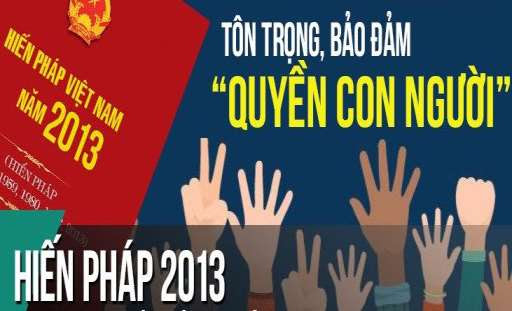 HIẾN PHÁP VIỆT NAM
NĂM 2013
(HIẾN PHÁP
1959, 1980,
TÔN TRỌNG, BẢO ĐẢM
“QUYỀN CON NGƯỜI”
HIẾN PHÁP 2013